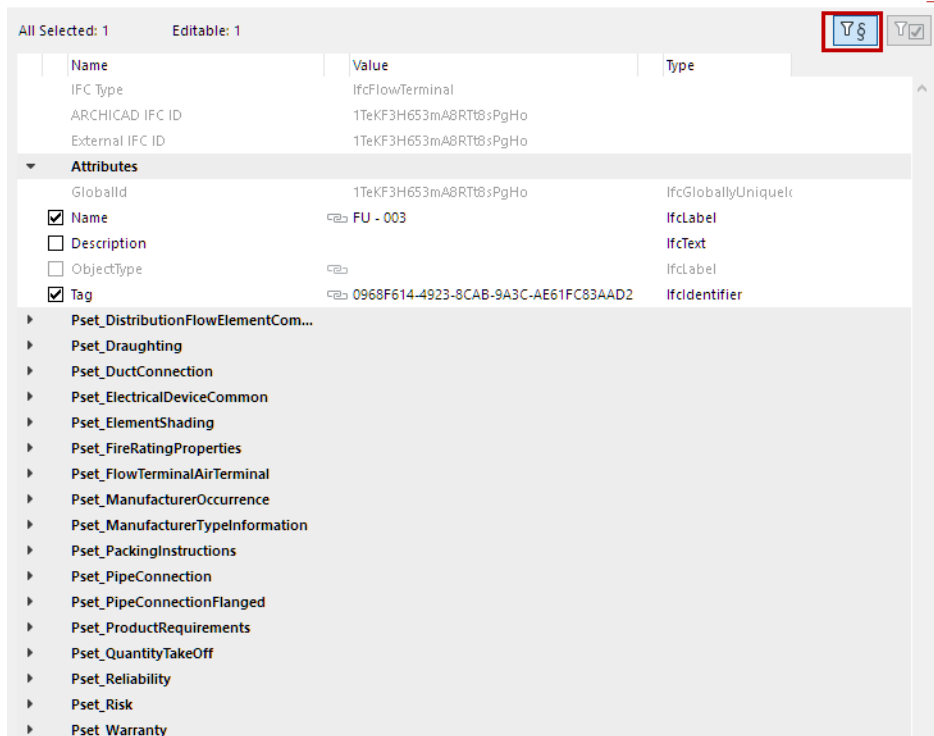 All Selected: 1 Editable: 1 §
Name Value Type
IFC Type IfcFlowTerminal
ARCHICAD IFC ID 1TeKF3H653mA8RTt8sPgHo
External IFC ID 1TeKF3H653mA8RTt8sPgHo
Attributes
GlobalId 1TeKF3H653mA8RTt8sPgHo IfcGloballyUniqueIc
Name FU - 003 IfcLabel
Description IfcText
ObjectType IfcLabel
Tag 0968F614-4923-8CAB-9A3C-AE61FC83AAD2 IfcIdentifier
Pset_DistributionFlowElementCom...
Pset_Draughting
Pset_DuctConnection
Pset_ElectricalDeviceCommon
Pset_ElementShading
Pset_FireRatingProperties
Pset_FlowTerminalAirTerminal
Pset_ManufacturerOccurrence
Pset_ManufacturerTypeInformation
Pset_PackingInstructions
Pset_PipeConnection
Pset_PipeConnectionFlanged
Pset_ProductRequirements
Pset_QuantityTakeOff
Pset_Reliability
Pset_Risk
Pset_Warranty